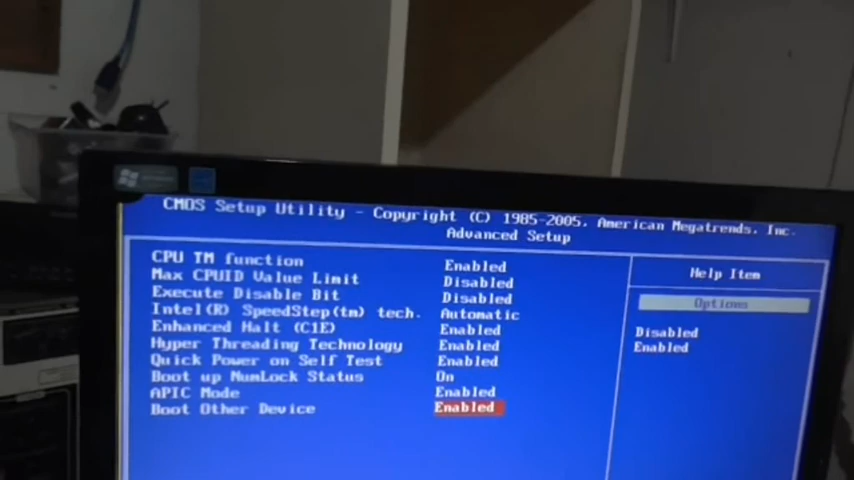 CMOS Setup Utility - Copyright (C) 1985-2005, American Megatrends, Inc.
Advanced Setup
CPU TM function Enabled
Max CPUID Value Limit Disabled
Execute Disable Bit Disabled
Intel(R) SpeedStep(tm) tech. Automatic
Enhanced Halt (C1E) Enabled
Hyper Threading Technology Enabled
Quick Power on Self Test Enabled
Boot up NumLock Status On
APIC Mode Enabled
Boot Other Device Enabled
Help Item
Options
Disabled
Enabled